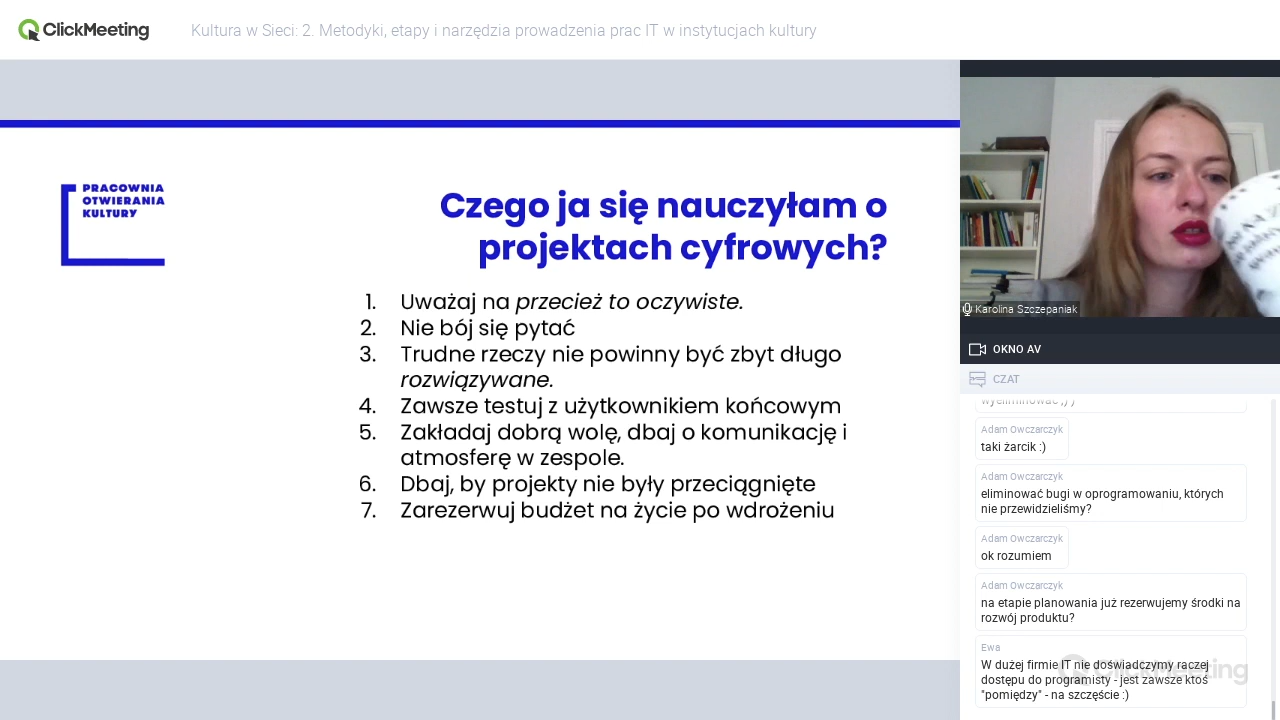 ClickMeeting
Kultura w Sieci: 2. Metodyki, etapy i narzędzia prowadzenia prac IT w instytucjach kultury
PRACOWNIA
OTWIERANIA
KULTURY
Czego ja się nauczyłam o
projektach cyfrowych?
1. Uważaj na przecież to oczywiste.
2. Nie bój się pytać
3. Trudne rzeczy nie powinny być zbyt długo
rozwiązywane.
4. Zawsze testuj z użytkownikiem końcowym
5. Zakładaj dobrą wolę, dbaj o komunikację i
atmosferę w zespole.
6. Dbaj, by projekty nie były przeciągnięte
7. Zarezerwuj budżet na życie po wdrożeniu
Karolina Szczepaniak
OKNO AV
CZAT
wyeliminować ;) )
Adam Owczarczyk
taki żarcik :)
Adam Owczarczyk
eliminować bugi w oprogramowaniu, których
nie przewidzieliśmy?
Adam Owczarczyk
ok rozumiem
Adam Owczarczyk
na etapie planowania już rezerwujemy środki na
rozwój produktu?
Ewa
W dużej firmie IT nie doświadczymy raczej
dostępu do programisty - jest zawsze ktoś
"pomiędzy" - na szczęście :)
ClickMeeting